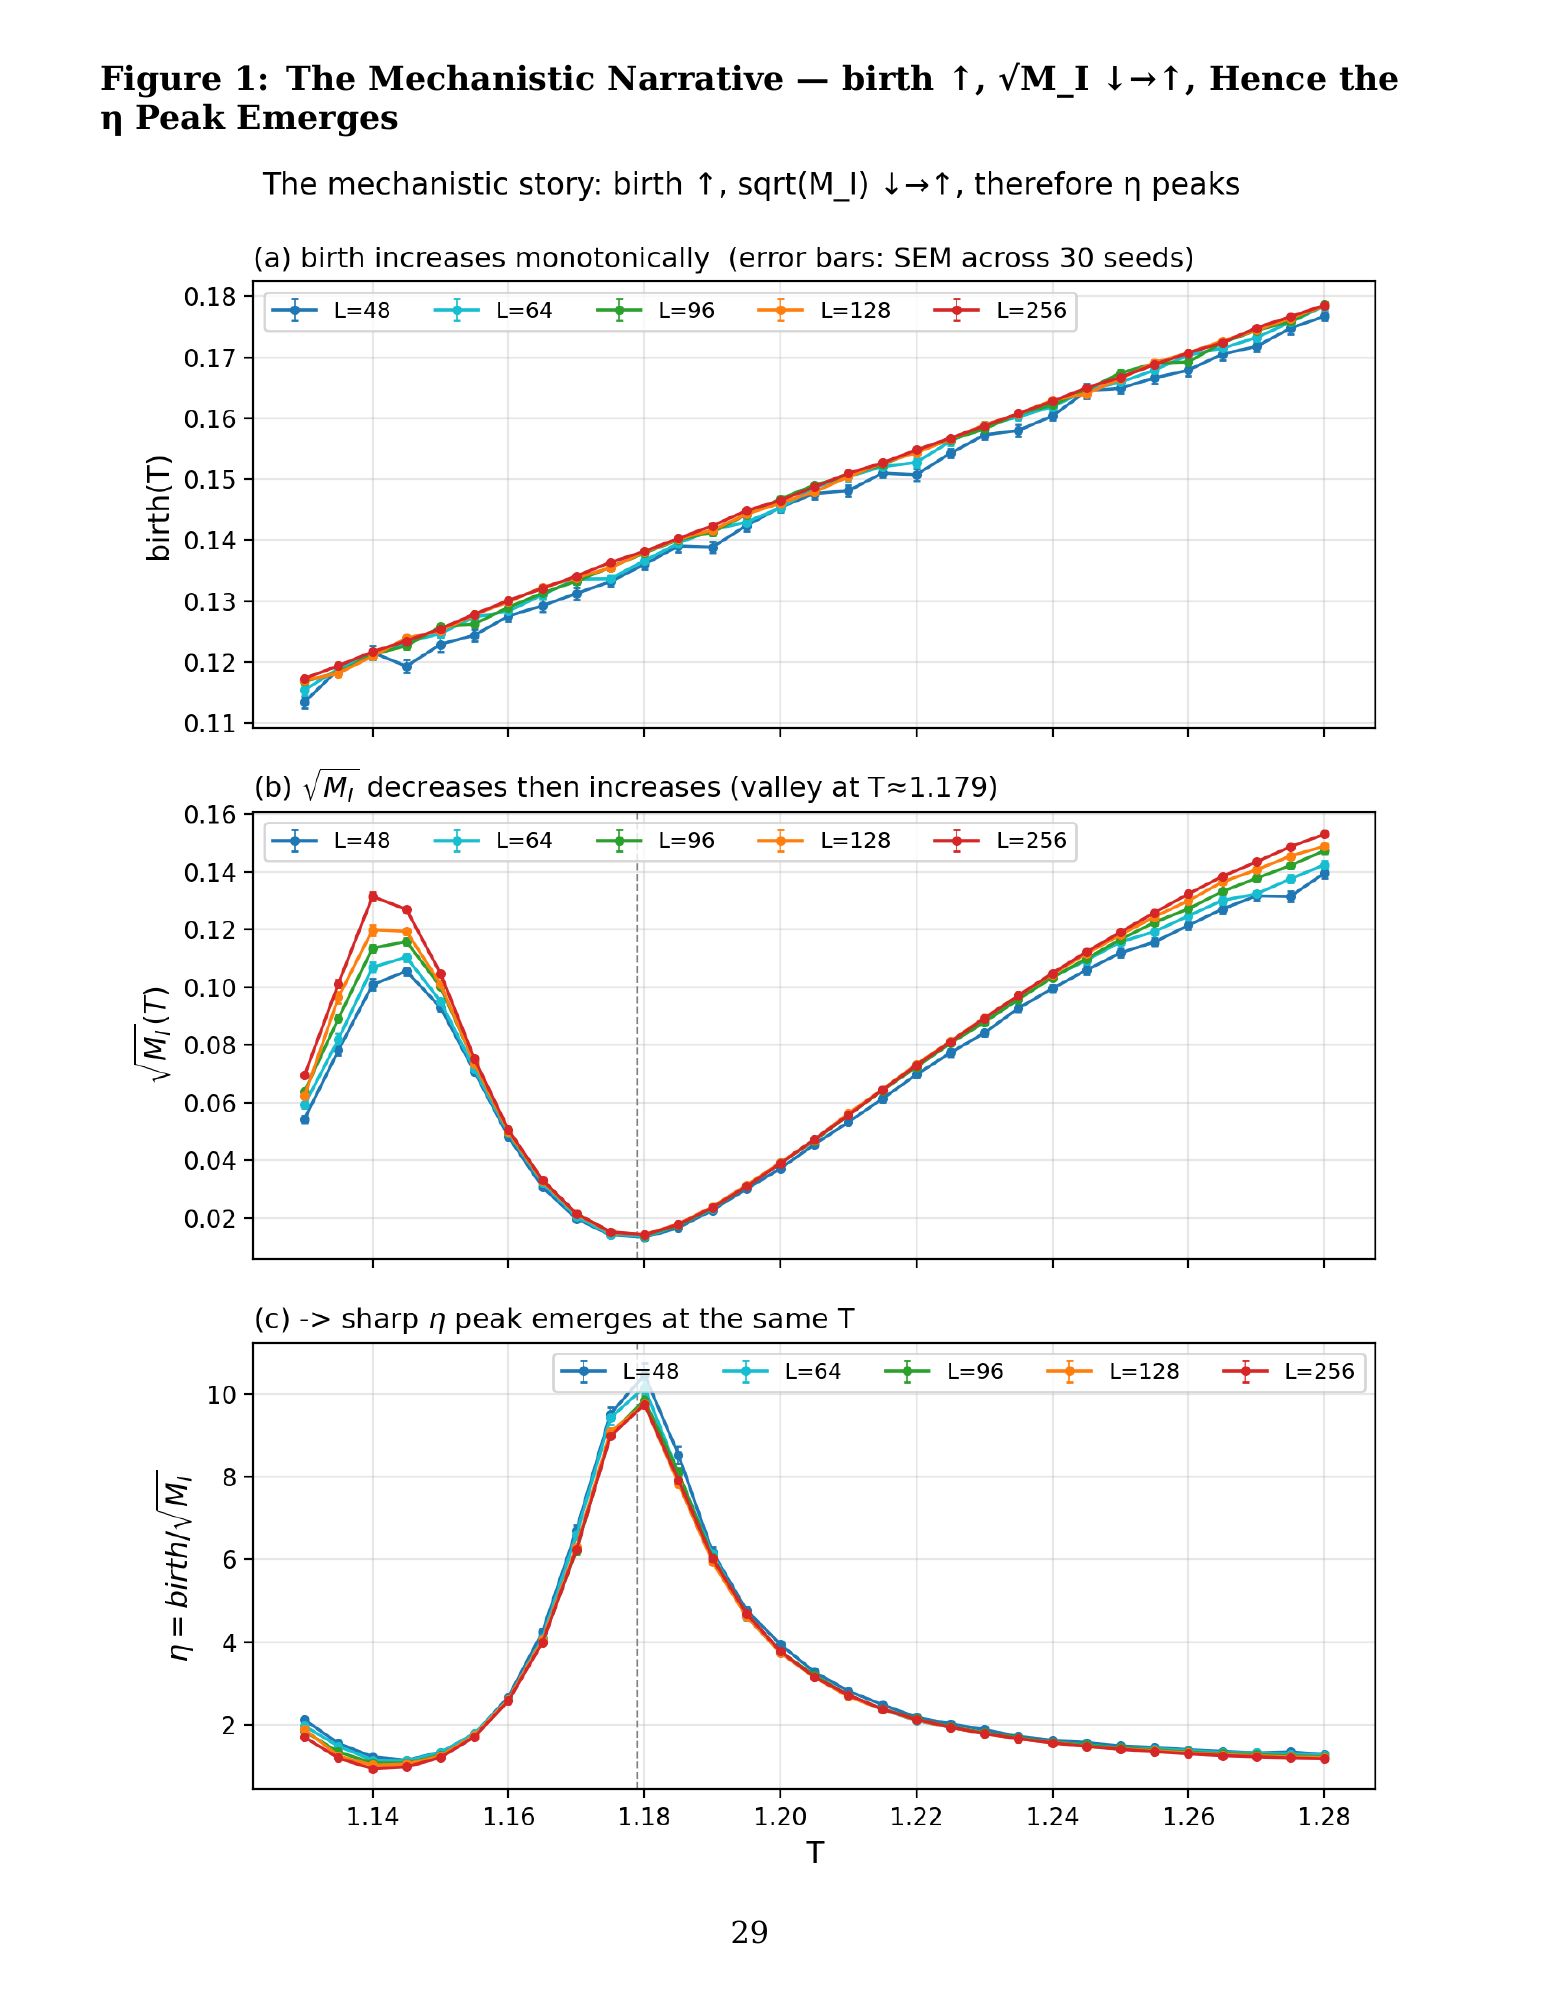 Figure 1: The Mechanistic Narrative — birth ↑, √M_I ↓→↑, Hence the
η Peak Emerges
The mechanistic story: birth ↑, sqrt(M_I) ↓→↑, therefore η peaks
(a) birth increases monotonically (error bars: SEM across 30 seeds)
L=48 L=64 L=96 L=128 L=256
birth(T)
0.18
0.17
0.16
0.15
0.14
0.13
0.12
0.11
(b) √M_I decreases then increases (valley at T≈1.179)
L=48 L=64 L=96 L=128 L=256
√M_I(T)
0.16
0.14
0.12
0.10
0.08
0.06
0.04
0.02
(c) -> sharp η peak emerges at the same T
L=48 L=64 L=96 L=128 L=256
η = birth/√M_I
10
8
6
4
2
1.14 1.16 1.18 1.20 1.22 1.24 1.26 1.28
T
29